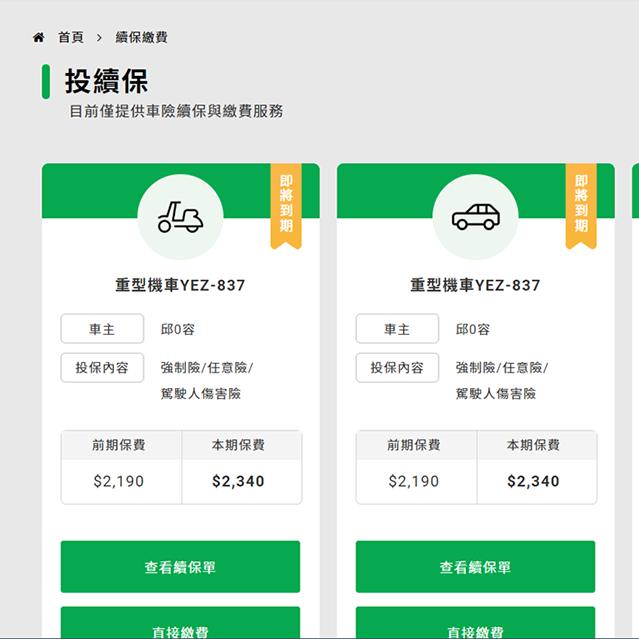 首頁 > 續保繳費
投續保
目前僅提供車險續保與繳費服務
即將到期
重型機車YEZ-837
車主 邱0容
投保內容 強制險/任意險/
駕駛人傷害險
前期保費 本期保費
$2,190 $2,340
查看續保單
直接繳費
即將到期
重型機車YEZ-837
車主 邱0容
投保內容 強制險/任意險/
駕駛人傷害險
前期保費 本期保費
$2,190 $2,340
查看續保單
直接繳費